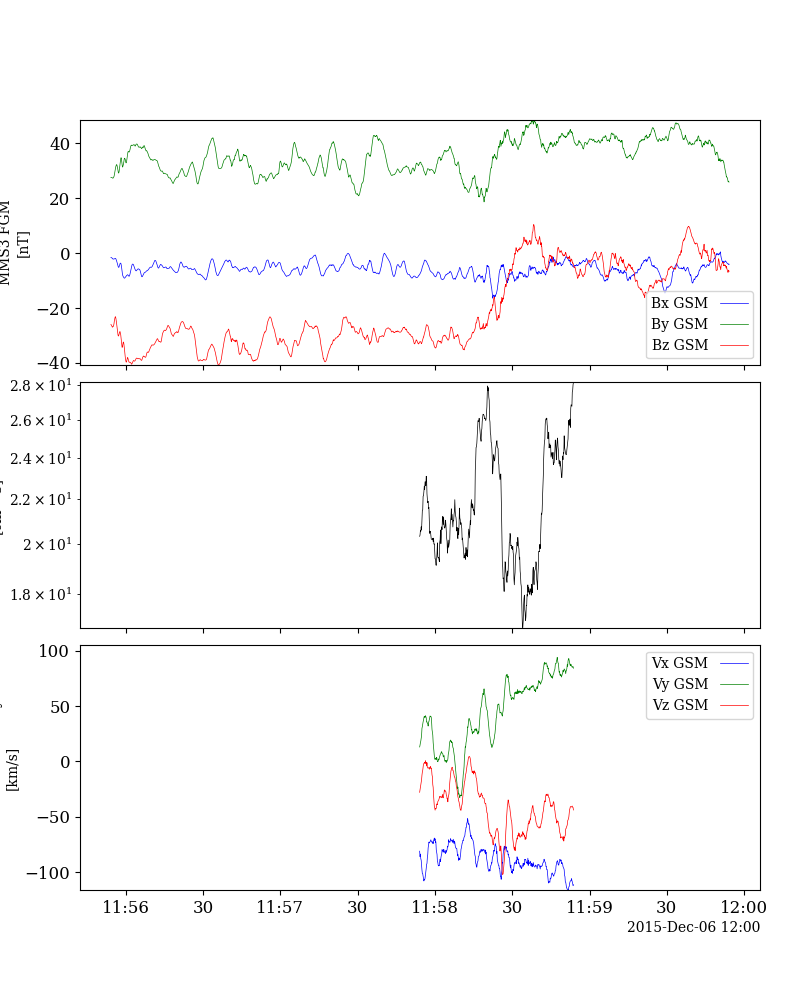 MMS3 FGM
[nT]
40
20
0
−20
−40
Bx GSM
By GSM
Bz GSM
2.8 × 10¹
2.6 × 10¹
2.4 × 10¹
2.2 × 10¹
2 × 10¹
1.8 × 10¹
100
50
0
−50
−100
[km/s]
Vx GSM
Vy GSM
Vz GSM
11:56 30 11:57 30 11:58 30 11:59 30 12:00
2015-Dec-06 12:00